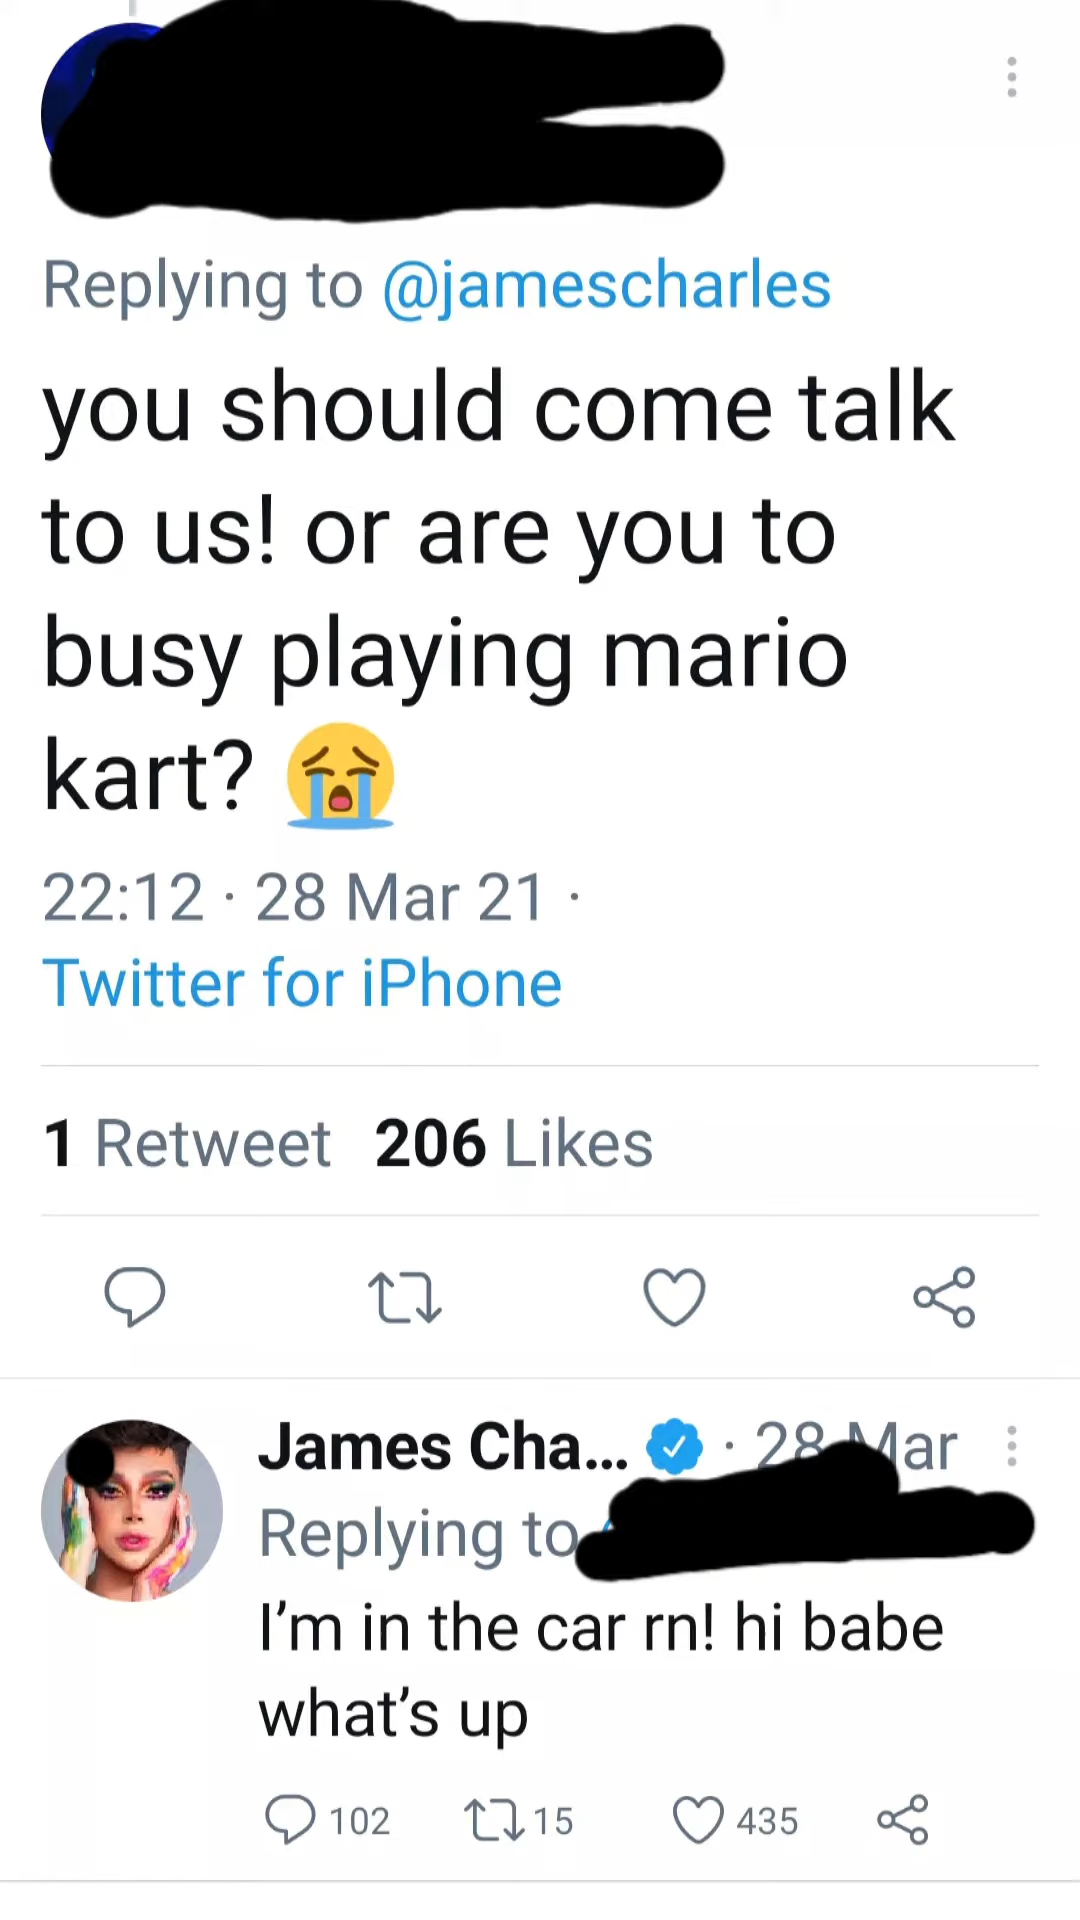 Replying to @jamescharles
you should come talk
to us! or are you to
busy playing mario
kart? 😭
22:12 · 28 Mar 21 ·
Twitter for iPhone
1 Retweet 206 Likes
James Cha... · 28 Mar
Replying to
I'm in the car rn! hi babe
what's up
102 15 435